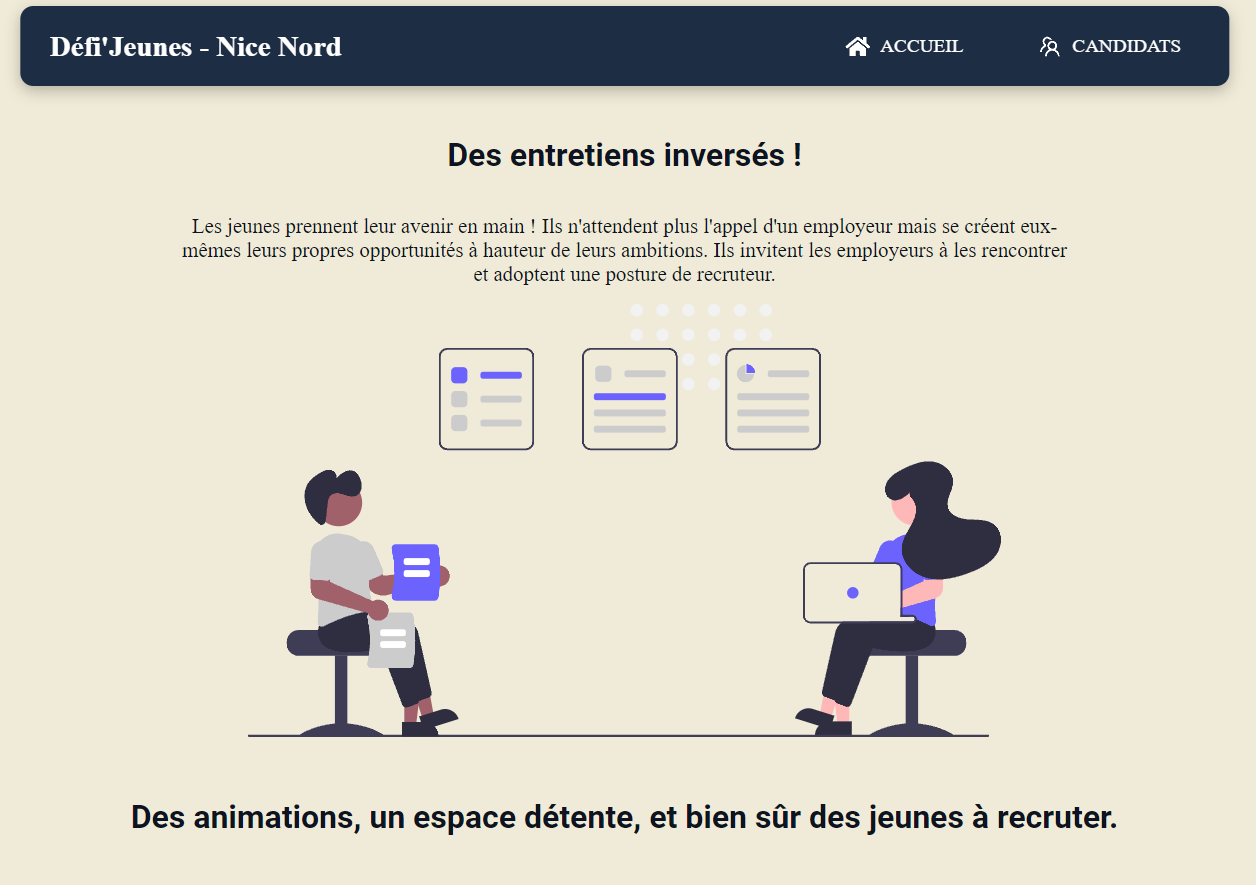 Défi'Jeunes - Nice Nord
ACCUEIL
CANDIDATS
Des entretiens inversés !
Les jeunes prennent leur avenir en main ! Ils n'attendent plus l'appel d'un employeur mais se créent eux-
mêmes leurs propres opportunités à hauteur de leurs ambitions. Ils invitent les employeurs à les rencontrer
et adoptent une posture de recruteur.
Des animations, un espace détente, et bien sûr des jeunes à recruter.